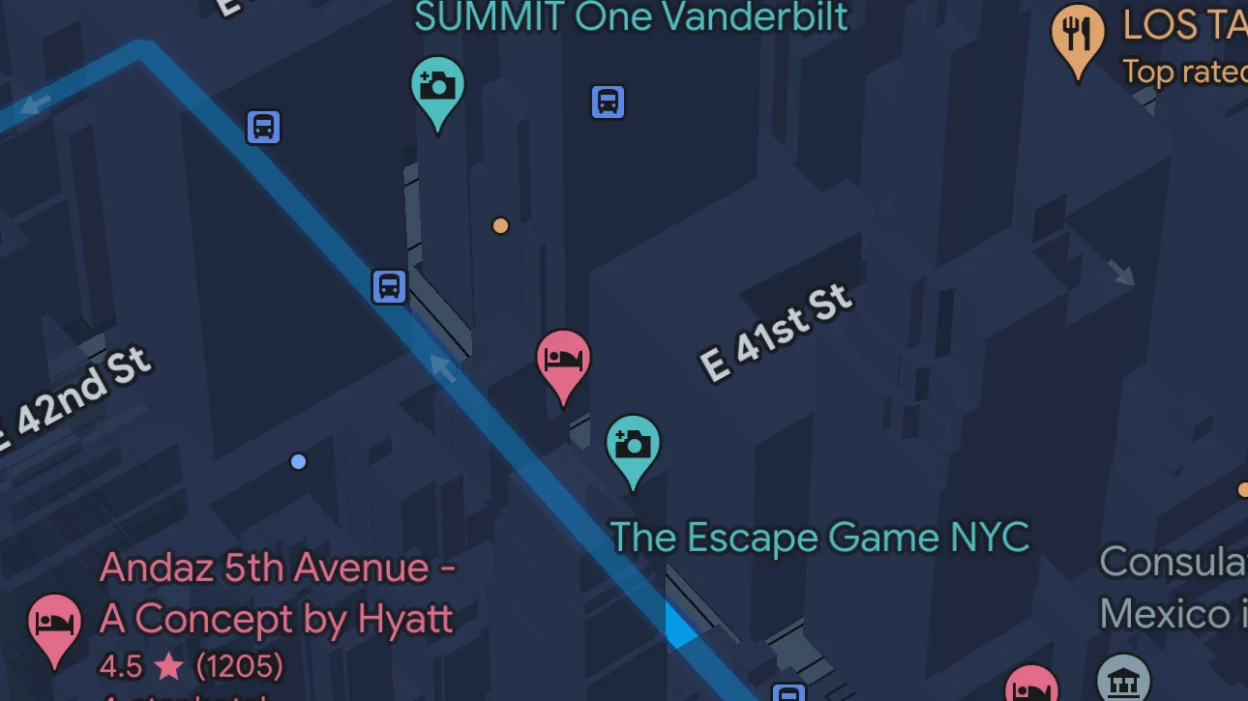 SUMMIT One Vanderbilt
LOS TA
Top rated
E 41st St
E 42nd St
The Escape Game NYC
Andaz 5th Avenue -
A Concept by Hyatt
4.5 ★ (1205)
Consula
Mexico i